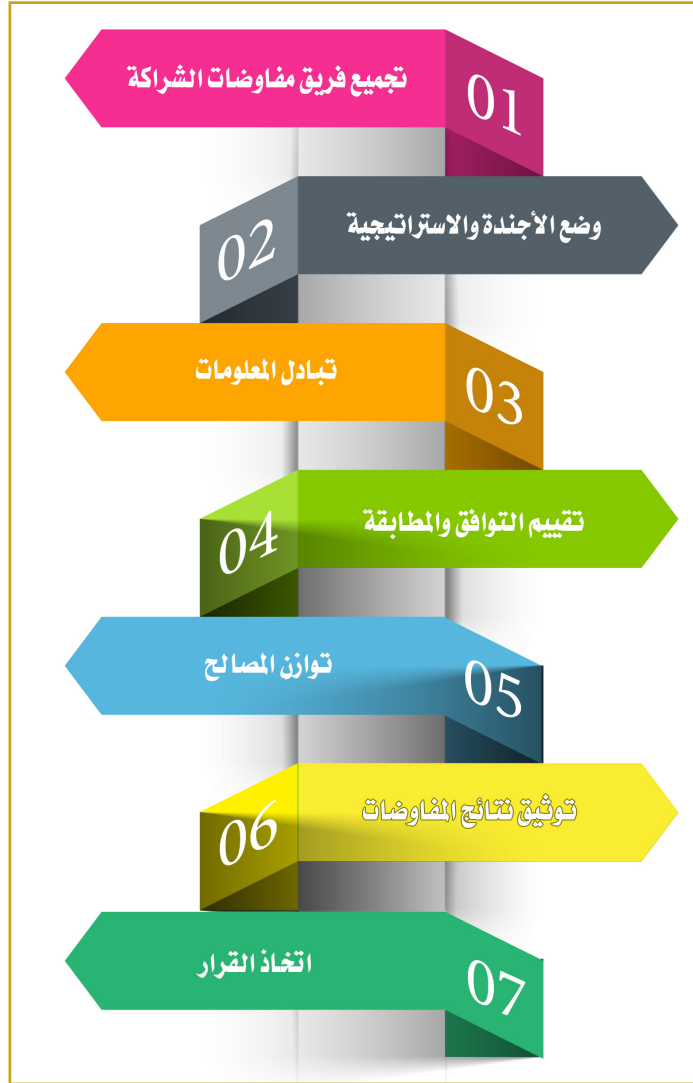 تجميع فريق مفاوضات الشراكة
01
02
وضع الأجندة والاستراتيجية
تبادل المعلومات
03
04
تقييم التوافق والمطابقة
توازن المصالح
05
06
توثيق نتائج المفاوضات
اتخاذ القرار
07